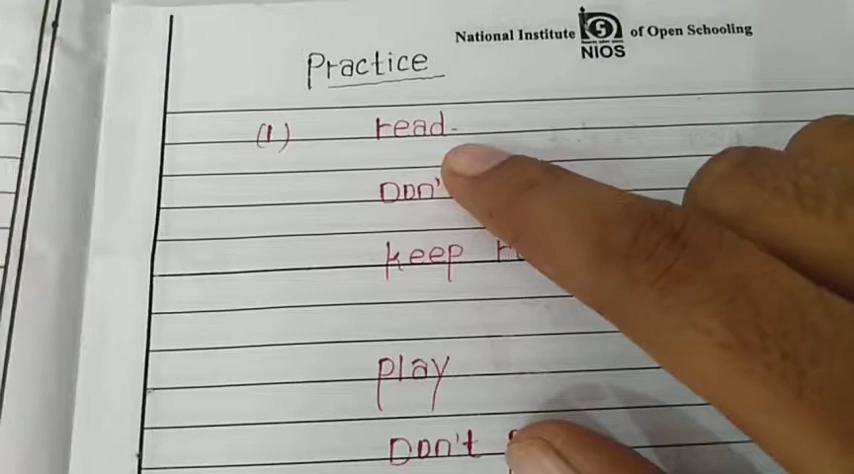 National Institute of Open Schooling
NIOS
Practice
(1) read
Don'
keep
play
Don't